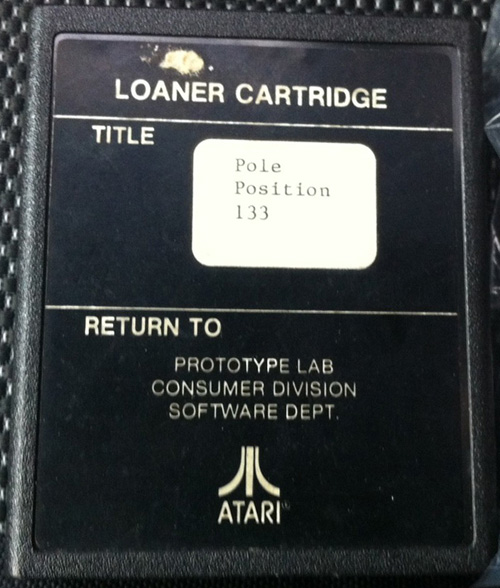 LOANER CARTRIDGE
TITLE
Pole
Position
133
RETURN TO
PROTOTYPE LAB
CONSUMER DIVISION
SOFTWARE DEPT.
ATARI